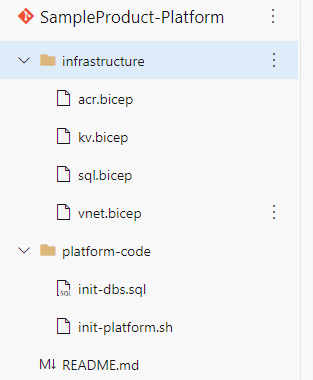 SampleProduct-Platform
infrastructure
acr.bicep
kv.bicep
sql.bicep
vnet.bicep
platform-code
SQL init-dbs.sql
init-platform.sh
M↓ README.md